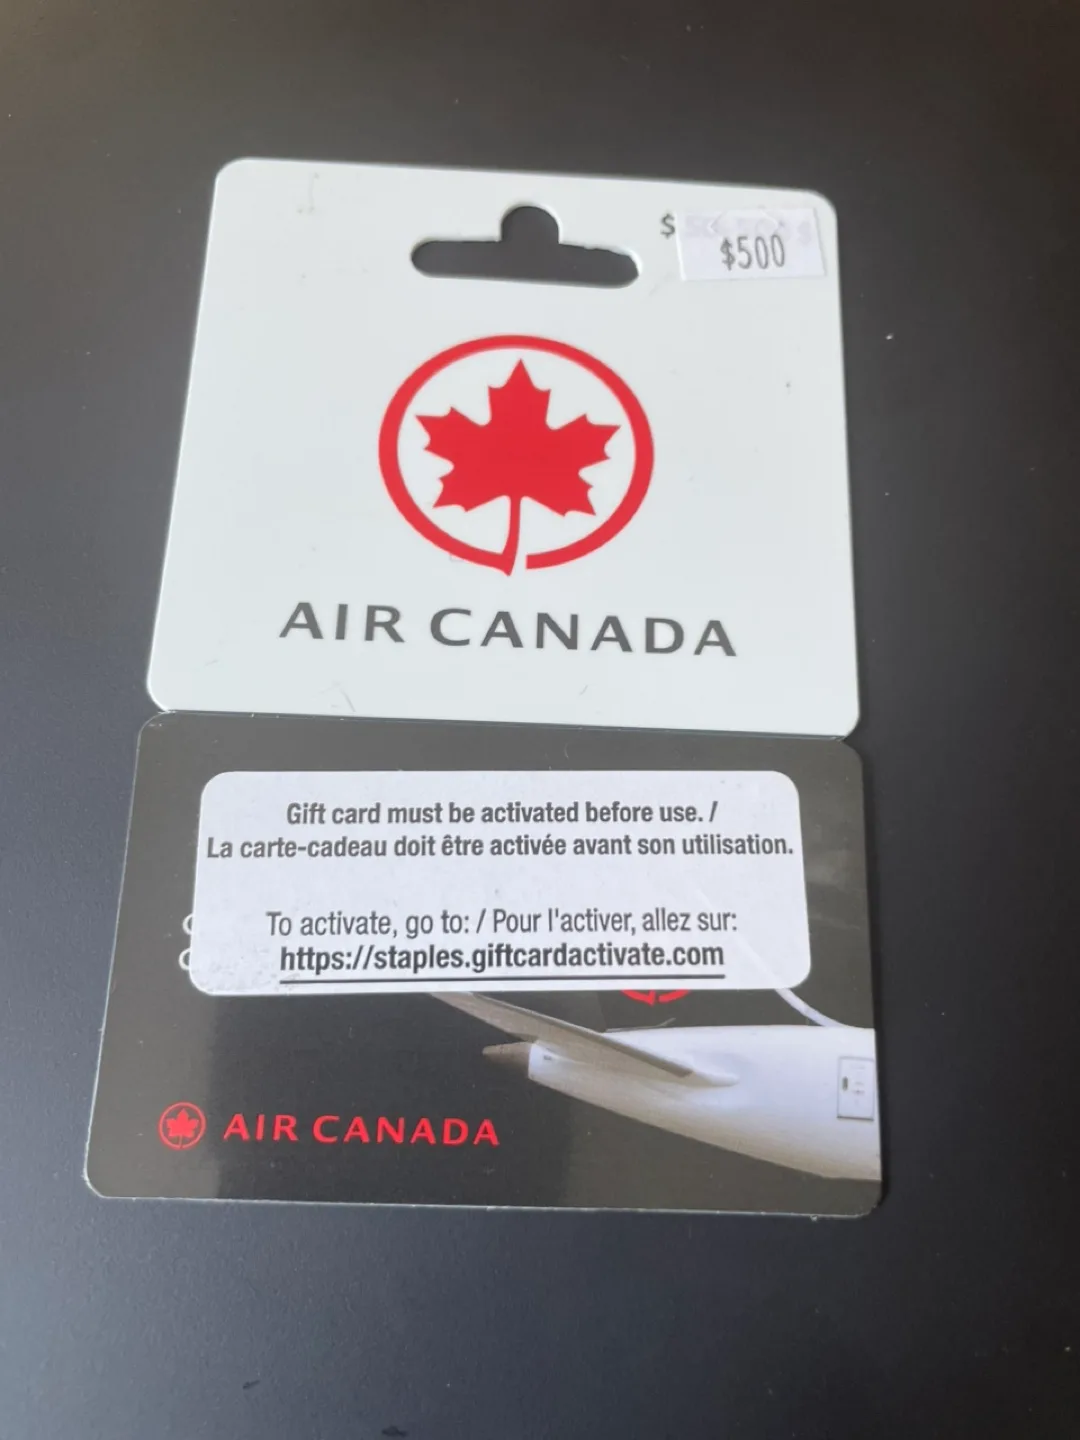 $
$500
AIR CANADA
Gift card must be activated before use. /
La carte-cadeau doit être activée avant son utilisation.
To activate, go to: / Pour l'activer, allez sur:
https://staples.giftcardactivate.com
AIR CANADA